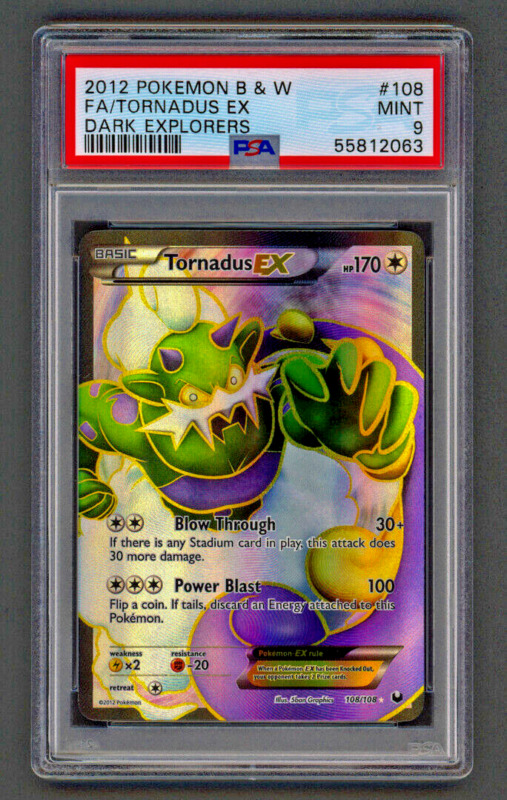 2012 POKEMON B & W #108
FA/TORNADUS EX MINT
DARK EXPLORERS 9
PSA 55812063
BASIC
Tornadus EX HP170
Blow Through 30+
If there is any Stadium card in play, this attack does
30 more damage.
Power Blast 100
Flip a coin. If tails, discard an Energy attached to this
Pokémon.
weakness resistance
×2 -20
retreat
Pokémon EX rule
When a Pokémon EX has been Knocked Out,
your opponent takes 2 Prize cards.
©2012 Pokémon
Illus. 5ban Graphics 108/108
PSA